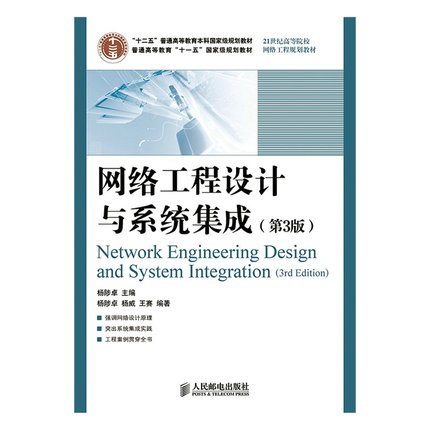 "十二五"普通高等教育本科国家级规划教材
普通高等教育"十一五"国家级规划教材
21世纪高等院校
网络工程规划教材
网络工程设计
与系统集成(第3版)
Network Engineering Design
and System Integration (3rd Edition)
杨陟卓 主编
杨陟卓 杨威 王赛 编著
强调网络设计原理
突出系统集成实践
工程案例贯穿全书
人民邮电出版社
POSTS & TELECOM PRESS